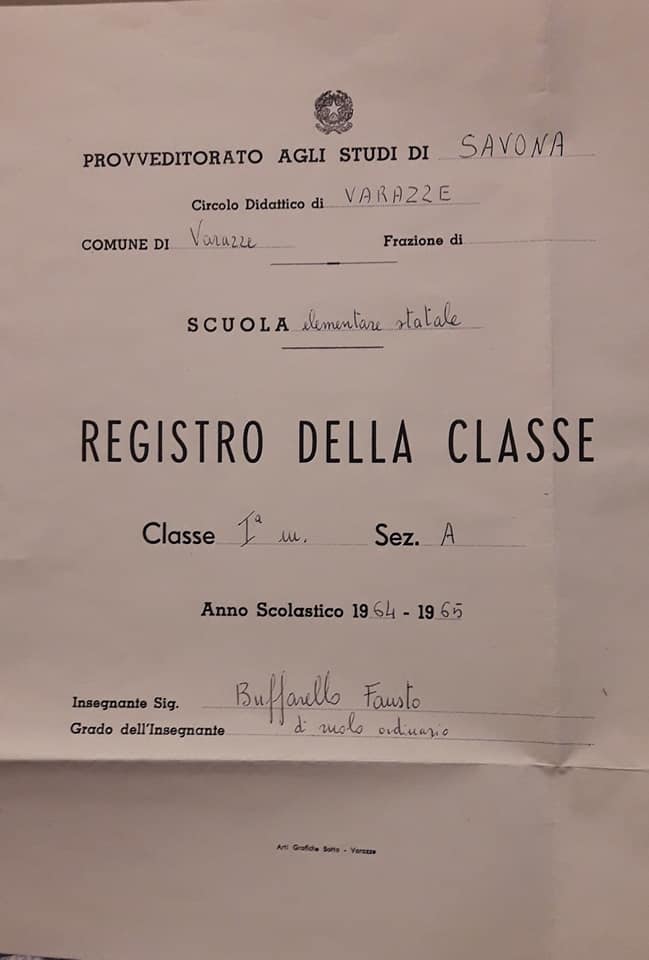 PROVVEDITORATO AGLI STUDI DI SAVONA
Circolo Didattico di VARAZZE
COMUNE DI Varazze Frazione di
SCUOLA elementare statale
REGISTRO DELLA CLASSE
Classe Iª m. Sez. A
Anno Scolastico 1964 - 1965
Insegnante Sig. Buffarello Fausto
Grado dell'Insegnante di ruolo ordinario
Arti Grafiche Botta - Varazze